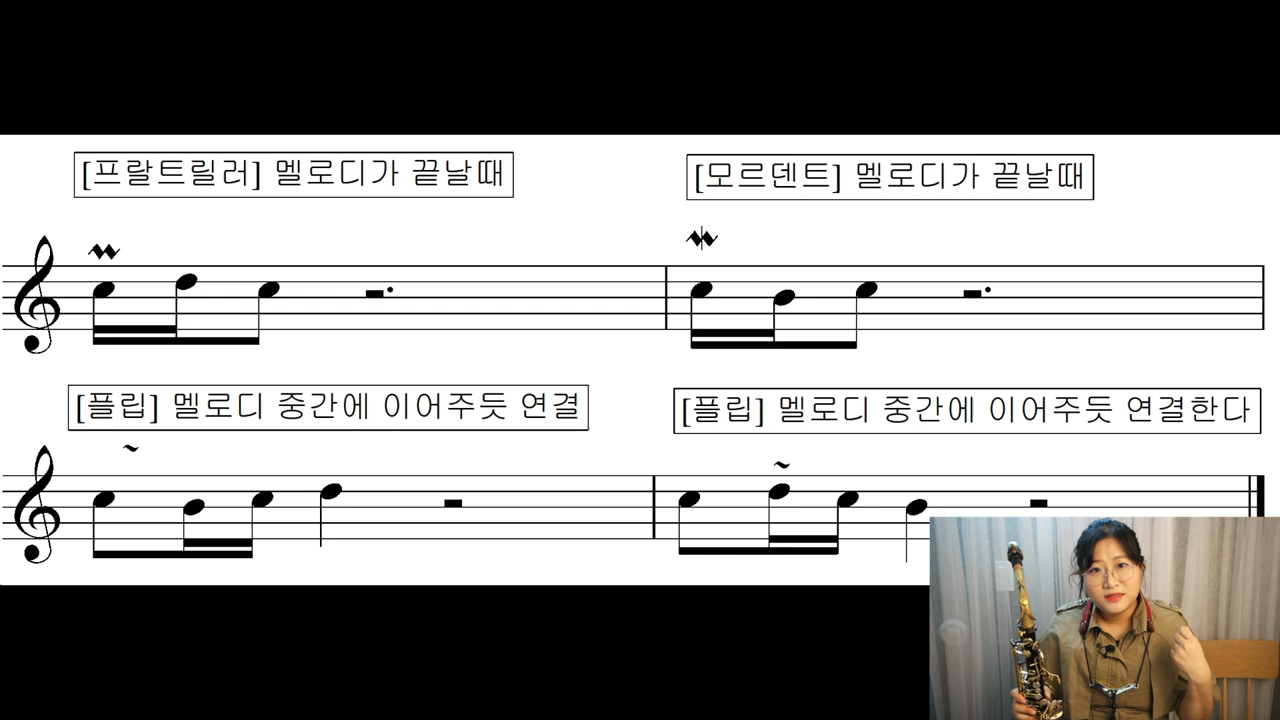 [프랄트릴러] 멜로디가 끝날때
[모르덴트] 멜로디가 끝날때
[플립] 멜로디 중간에 이어주듯 연결
[플립] 멜로디 중간에 이어주듯 연결한다